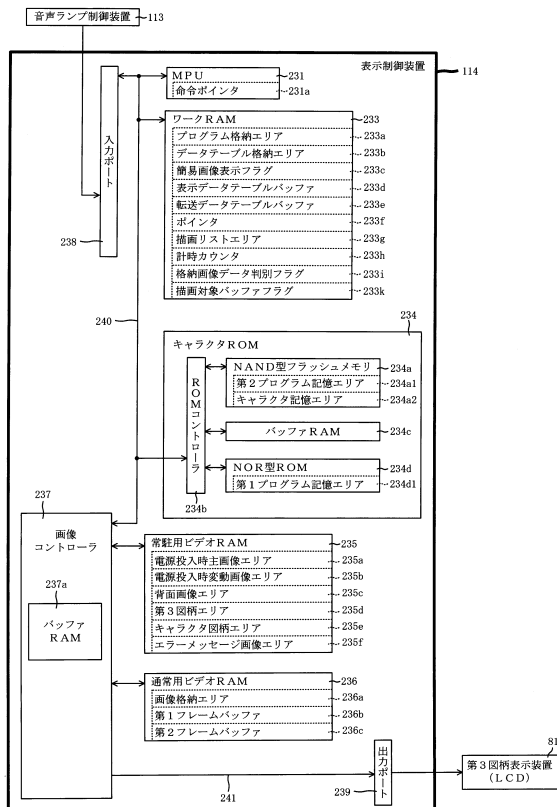 音声ランプ制御装置
113
表示制御装置
114
MPU
231
命令ポインタ
231a
入力ポート
238
ワークRAM
233
プログラム格納エリア
233a
データテーブル格納エリア
233b
簡易画像表示フラグ
233c
表示データテーブルバッファ
233d
転送データテーブルバッファ
233e
ポインタ
233f
描画リストエリア
233g
計時カウンタ
233h
格納画像データ判別フラグ
233i
描画対象バッファフラグ
233k
240
234
キャラクタROM
ROMコントローラ
234b
NAND型フラッシュメモリ
234a
第2プログラム記憶エリア
234a1
キャラクタ記憶エリア
234a2
バッファRAM
234c
NOR型ROM
234d
第1プログラム記憶エリア
234d1
237
画像
コントローラ
237a
バッファ
RAM
常駐用ビデオRAM
235
電源投入時主画像エリア
235a
電源投入時変動画像エリア
235b
背面画像エリア
235c
第3図柄エリア
235d
キャラクタ図柄エリア
235e
エラーメッセージ画像エリア
235f
通常用ビデオRAM
236
画像格納エリア
236a
第1フレームバッファ
236b
第2フレームバッファ
236c
241
出力ポート
239
81
第3図柄表示装置
(LCD)